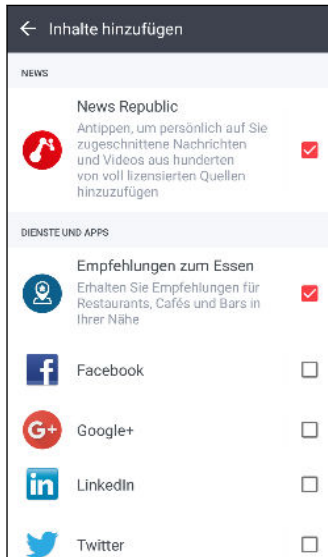 Inhalte hinzufügen
NEWS
News Republic
Antippen, um persönlich auf Sie
zugeschnittene Nachrichten
und Videos aus hunderten
von voll lizensierten Quellen
hinzuzufügen
DIENSTE UND APPS
Empfehlungen zum Essen
Erhalten Sie Empfehlungen für
Restaurants, Cafés und Bars in
Ihrer Nähe
f Facebook
G+ Google+
in LinkedIn
Twitter